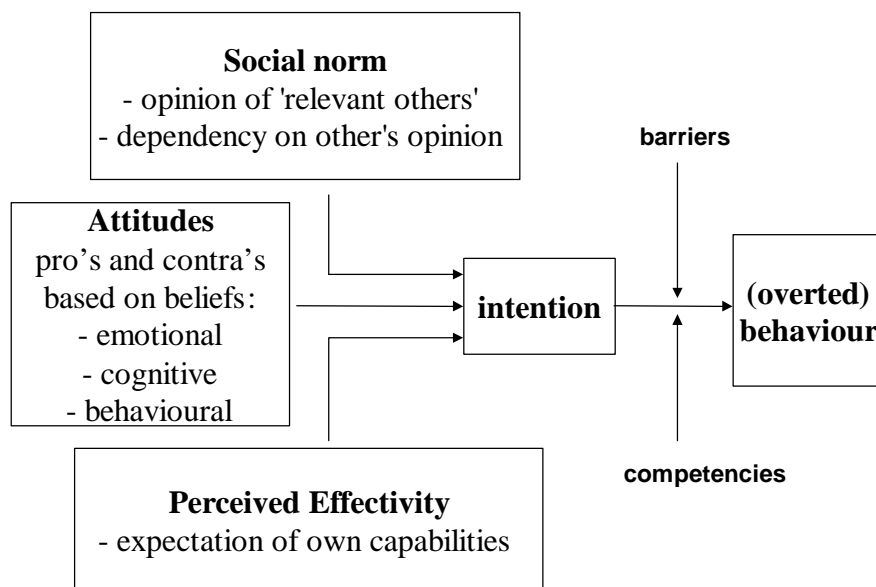 Social norm
- opinion of 'relevant others'
- dependency on other's opinion
barriers
Attitudes
pro’s and contra’s
based on beliefs:
- emotional
- cognitive
- behavioural
intention
(overted)
behaviour
competencies
Perceived Effectivity
- expectation of own capabilities